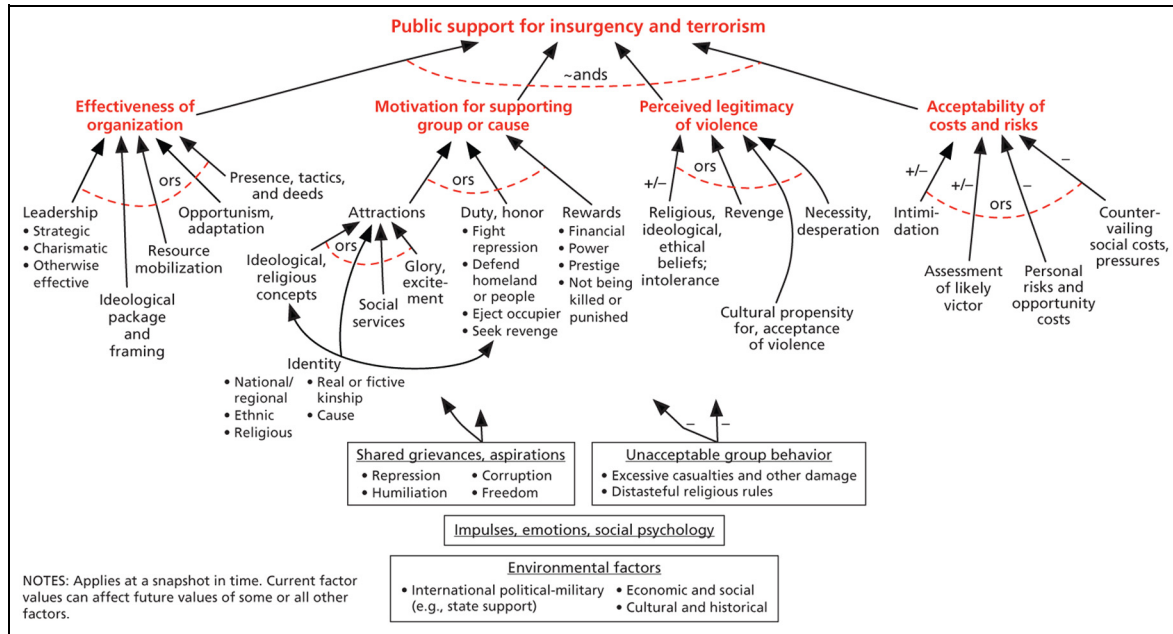 Public support for insurgency and terrorism
~ands
Effectiveness of
organization
Motivation for supporting
group or cause
Perceived legitimacy
of violence
Acceptability of
costs and risks
ors
Leadership
• Strategic
• Charismatic
• Otherwise
effective
Ideological
package
and
framing
Resource
mobilization
Opportunism,
adaptation
Presence, tactics,
and deeds
ors
Attractions
ors
Ideological,
religious
concepts
Social
services
Glory,
excite-
ment
Identity
• National/
regional
• Ethnic
• Religious
• Real or fictive
kinship
• Cause
Duty, honor
• Fight
repression
• Defend
homeland
or people
• Eject occupier
• Seek revenge
Rewards
• Financial
• Power
• Prestige
• Not being
killed or
punished
+/–
ors
Religious,
ideological,
ethical
beliefs;
intolerance
Revenge
Cultural propensity
for, acceptance
of violence
Necessity,
desperation
+/–
+/–
–
–
ors
Intimi-
dation
Assessment
of likely
victor
Personal
risks and
opportunity
costs
Counter-
vailing
social costs,
pressures
Shared grievances, aspirations
• Repression
• Humiliation
• Corruption
• Freedom
–
–
Unacceptable group behavior
• Excessive casualties and other damage
• Distasteful religious rules
Impulses, emotions, social psychology
Environmental factors
• International political-military
(e.g., state support)
• Economic and social
• Cultural and historical
NOTES: Applies at a snapshot in time. Current factor
values can affect future values of some or all other
factors.